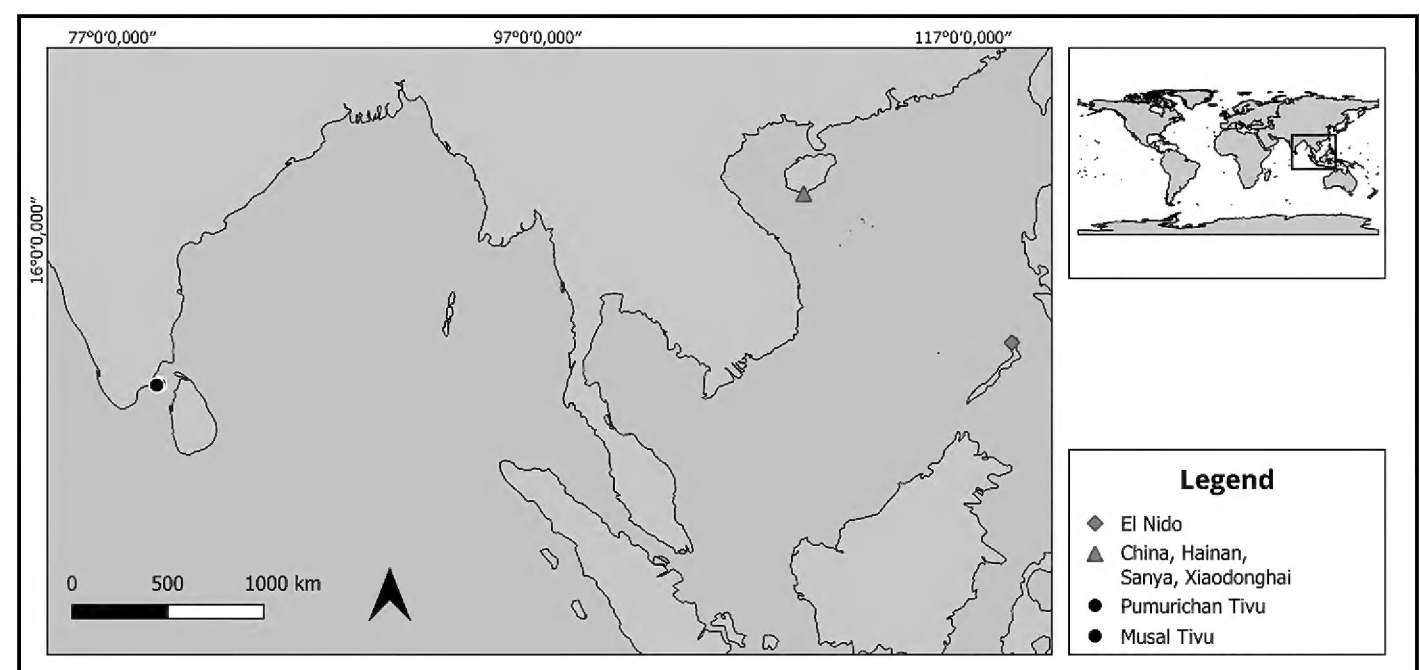 77°0′0,000″ 97°0′0,000″ 117°0′0,000″
16°0′0,000″
0 500 1000 km
Legend
El Nido
China, Hainan,
Sanya, Xiaodonghai
Pumurichan Tivu
Musal Tivu